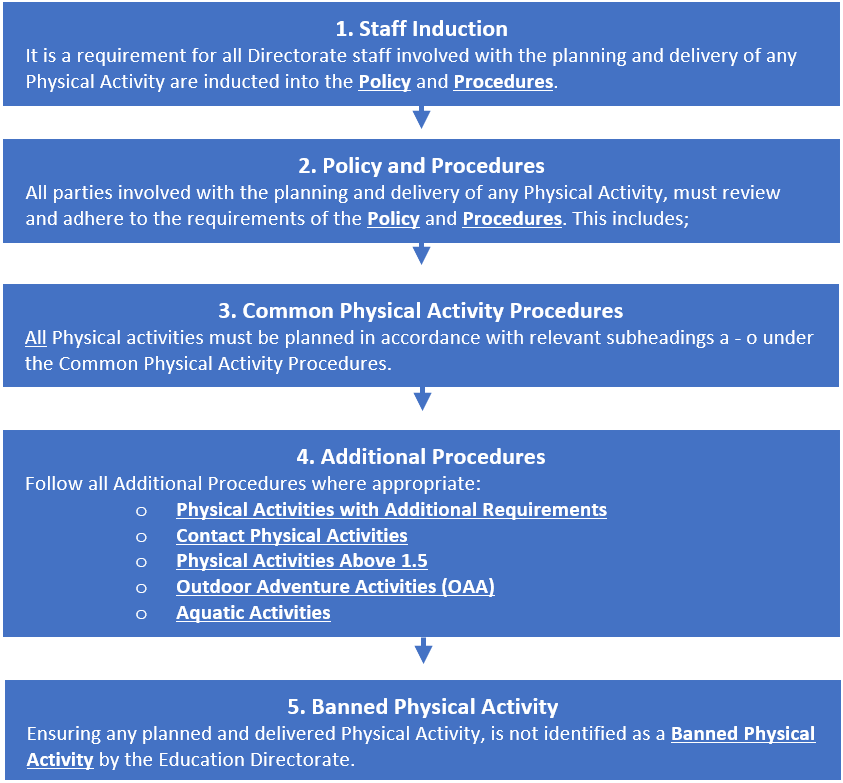 1. Staff Induction
It is a requirement for all Directorate staff involved with the planning and delivery of any
Physical Activity are inducted into the Policy and Procedures.
2. Policy and Procedures
All parties involved with the planning and delivery of any Physical Activity, must review
and adhere to the requirements of the Policy and Procedures. This includes;
3. Common Physical Activity Procedures
All Physical activities must be planned in accordance with relevant subheadings a - o under
the Common Physical Activity Procedures.
4. Additional Procedures
Follow all Additional Procedures where appropriate:
o Physical Activities with Additional Requirements
o Contact Physical Activities
o Physical Activities Above 1.5
o Outdoor Adventure Activities (OAA)
o Aquatic Activities
5. Banned Physical Activity
Ensuring any planned and delivered Physical Activity, is not identified as a Banned Physical
Activity by the Education Directorate.